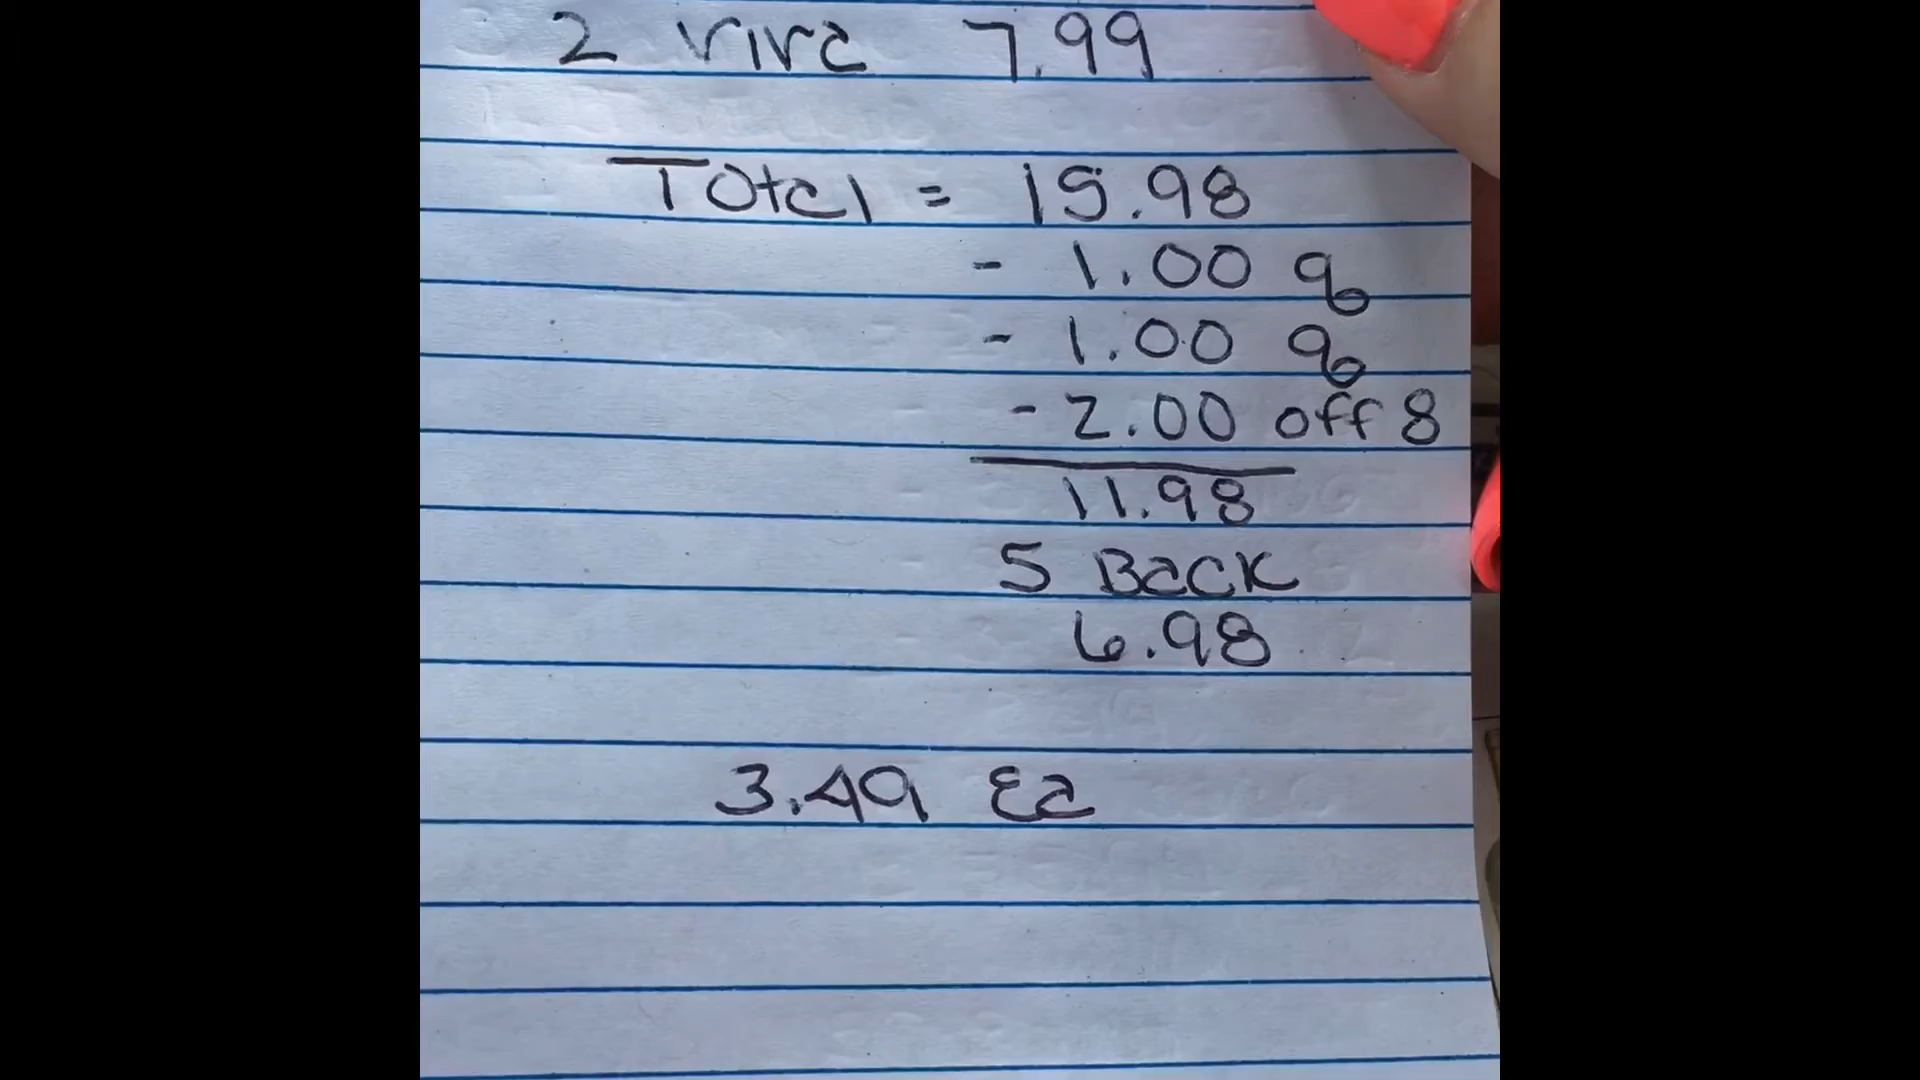 2 viva 7.99
Total = 15.98
- 1.00 q
- 1.00 q
- 2.00 off 8
11.98
5 Back
6.98
3.49 Ea